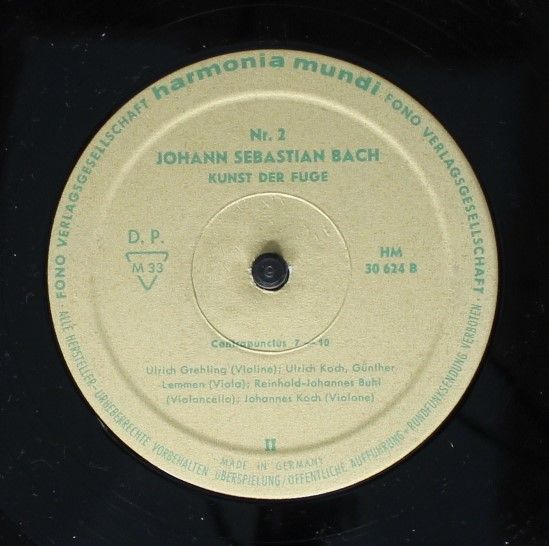 harmonia mundi
FONO VERLAGSGESELLSCHAFT
FONO VERLAGSGESELLSCHAFT
Nr. 2
JOHANN SEBASTIAN BACH
KUNST DER FUGE
D. P.
M 33
HM
30 624 B
Contrapunctus 7—10
Ulrich Grehling (Violine); Ulrich Koch, Günther
Lemmen (Viola); Reinhold-Johannes Buhl
(Violoncello); Johannes Koch (Violone)
II
MADE IN GERMANY
· ALLE HERSTELLER-URHEBERRECHTE VORBEHALTEN ÜBERSPIELUNG/ÖFFENTLICHE AUFFÜHRUNG+RUNDFUNKSENDUNG VERBOTEN ·